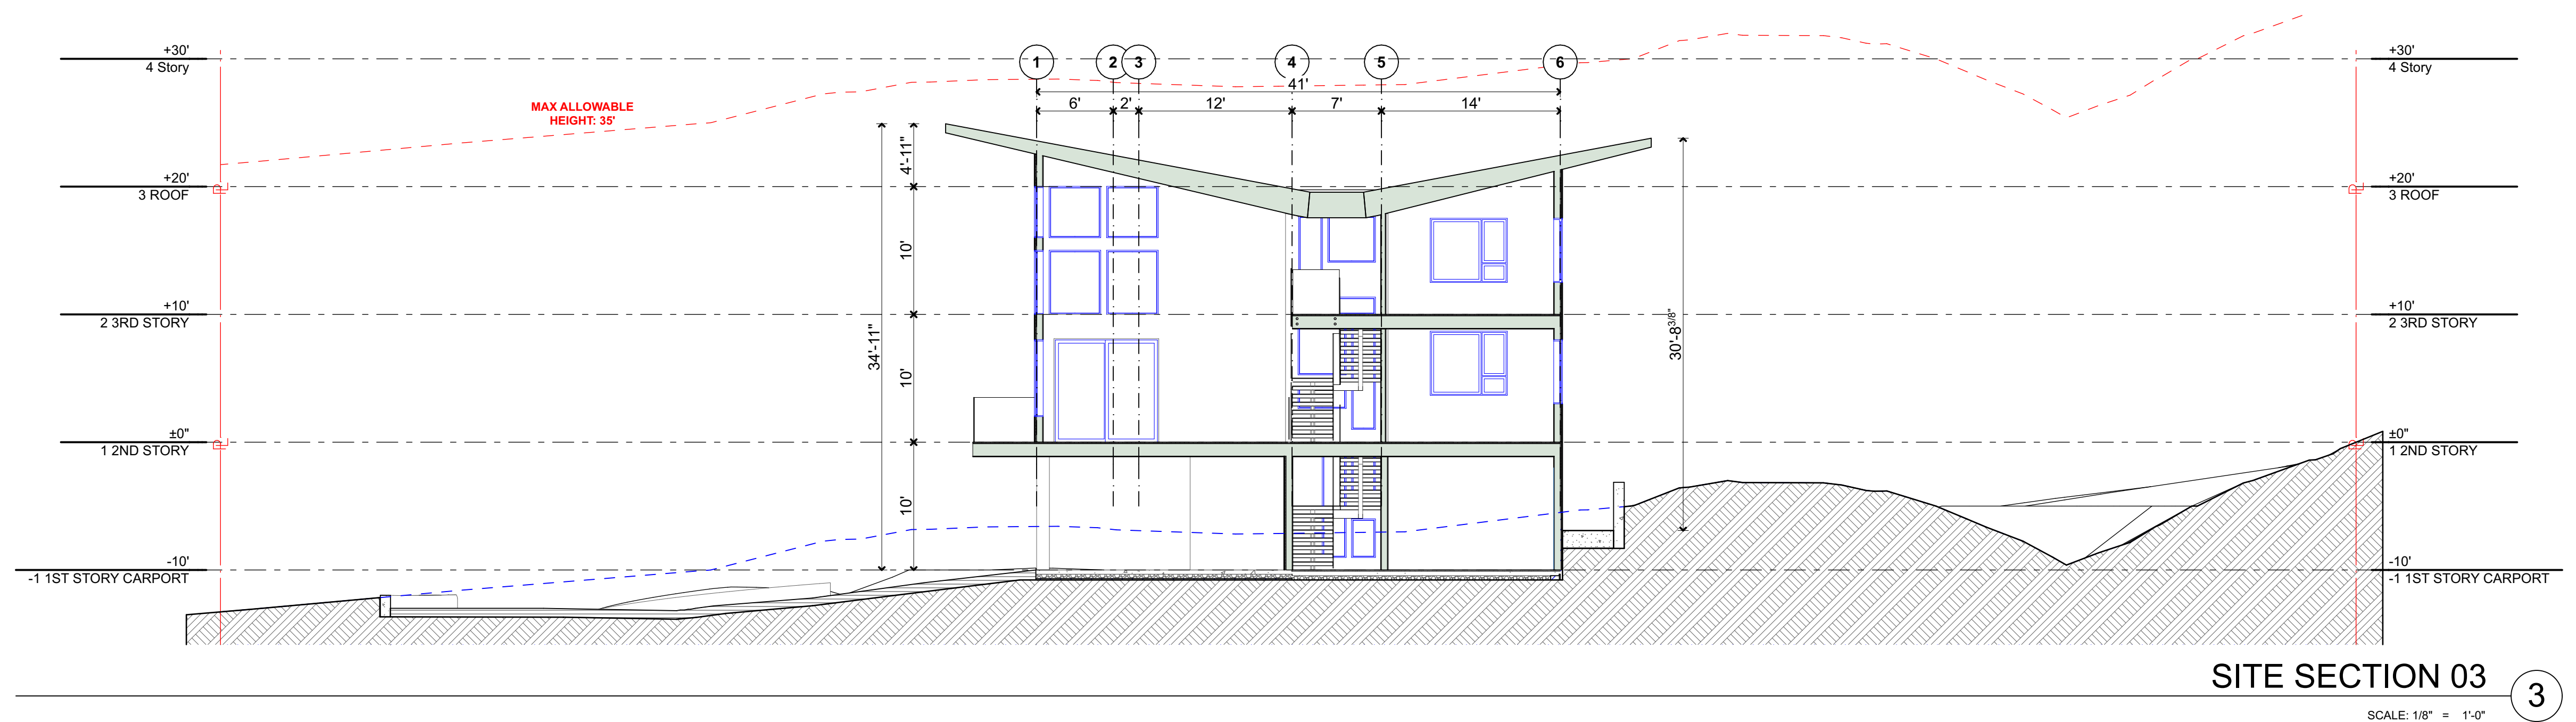 +30'
4 Story
1
2
3
4
5
6
+30'
4 Story
41'
6'
2'
12'
7'
14'
MAX ALLOWABLE
HEIGHT: 35'
4'-11"
+20'
3 ROOF
+20'
3 ROOF
10'
+10'
2 3RD STORY
34'-11"
30'-8 3/8"
+10'
2 3RD STORY
10'
±0"
1 2ND STORY
±0"
1 2ND STORY
10'
-10'
-1 1ST STORY CARPORT
-10'
-1 1ST STORY CARPORT
SITE SECTION 03
3
SCALE: 1/8" = 1'-0"